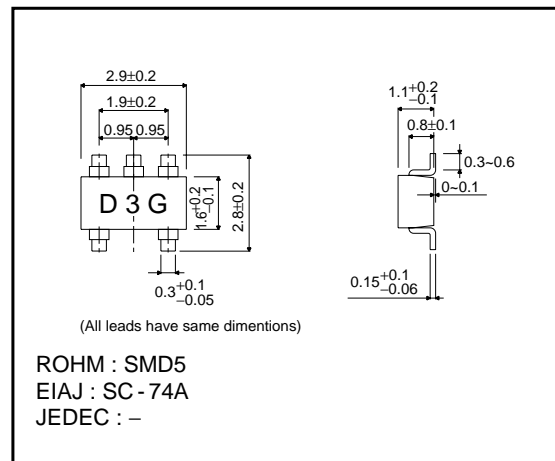 2.9±0.2
1.9±0.2
0.95 0.95
D 3 G
1.6+0.2 −0.1
2.8±0.2
0.3+0.1 −0.05
(All leads have same dimentions)
1.1+0.2 −0.1
0.8±0.1
0.3~0.6
0~0.1
0.15+0.1 −0.06
ROHM : SMD5
EIAJ : SC - 74A
JEDEC : −